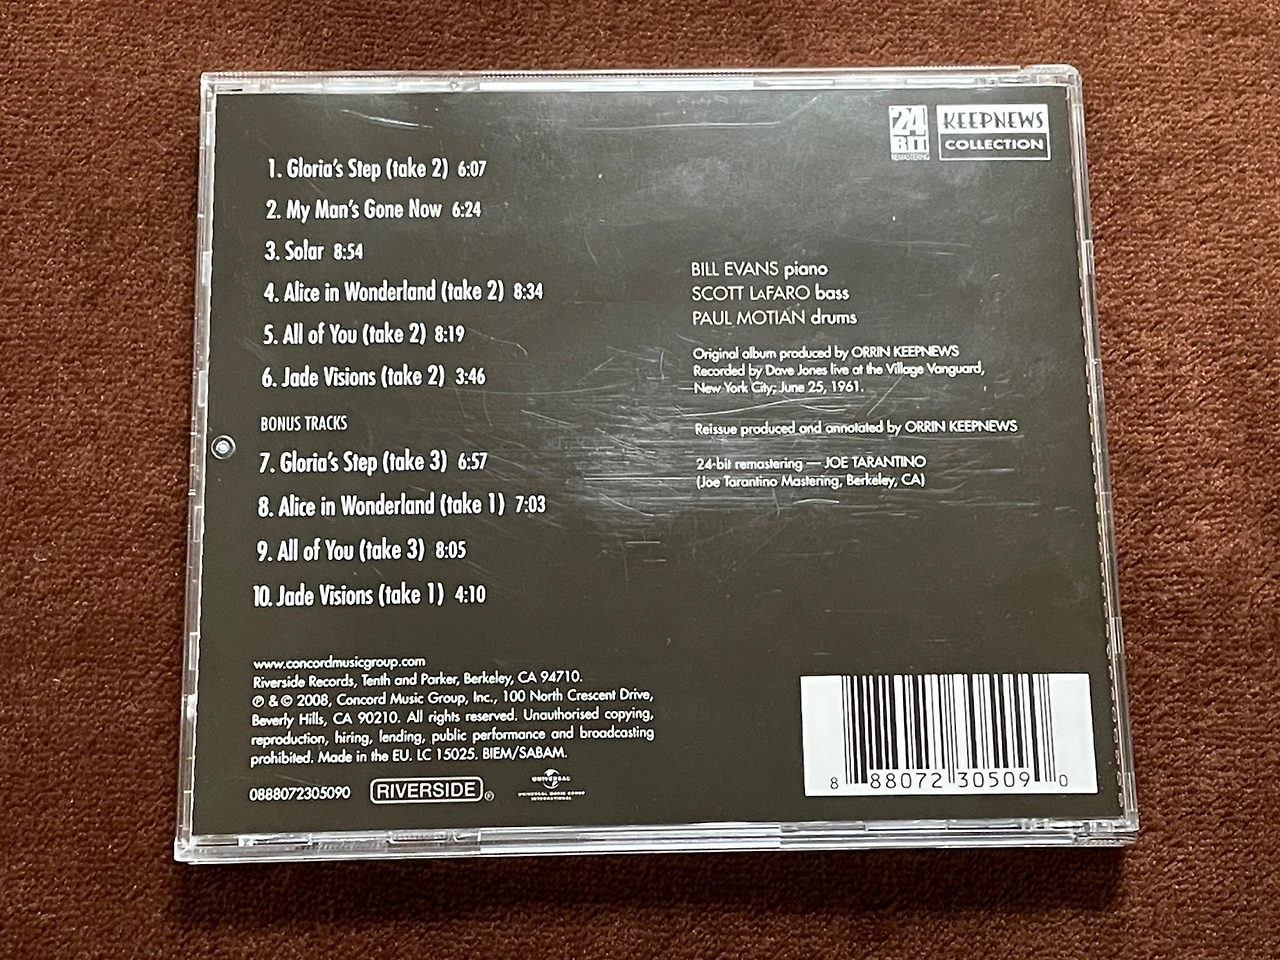 24
BIT
REMASTERING
KEEPNEWS
COLLECTION
1. Gloria's Step (take 2) 6:07
2. My Man's Gone Now 6:24
3. Solar 8:54
4. Alice in Wonderland (take 2) 8:34
5. All of You (take 2) 8:19
6. Jade Visions (take 2) 3:46
BONUS TRACKS
7. Gloria's Step (take 3) 6:57
8. Alice in Wonderland (take 1) 7:03
9. All of You (take 3) 8:05
10. Jade Visions (take 1) 4:10
BILL EVANS piano
SCOTT LaFARO bass
PAUL MOTIAN drums
Original album produced by ORRIN KEEPNEWS
Recorded by Dave Jones live at the Village Vanguard,
New York City; June 25, 1961.
Reissue produced and annotated by ORRIN KEEPNEWS
24-bit remastering — JOE TARANTINO
(Joe Tarantino Mastering, Berkeley, CA)
www.concordmusicgroup.com
Riverside Records, Tenth and Parker, Berkeley, CA 94710.
℗ & © 2008, Concord Music Group, Inc., 100 North Crescent Drive,
Beverly Hills, CA 90210. All rights reserved. Unauthorised copying,
reproduction, hiring, lending, public performance and broadcasting
prohibited. Made in the EU. LC 15025. BIEM/SABAM.
0888072305090
RIVERSIDE®
UNIVERSAL
UNIVERSAL MUSIC GROUP
INTERNATIONAL
8 88072 30509 0